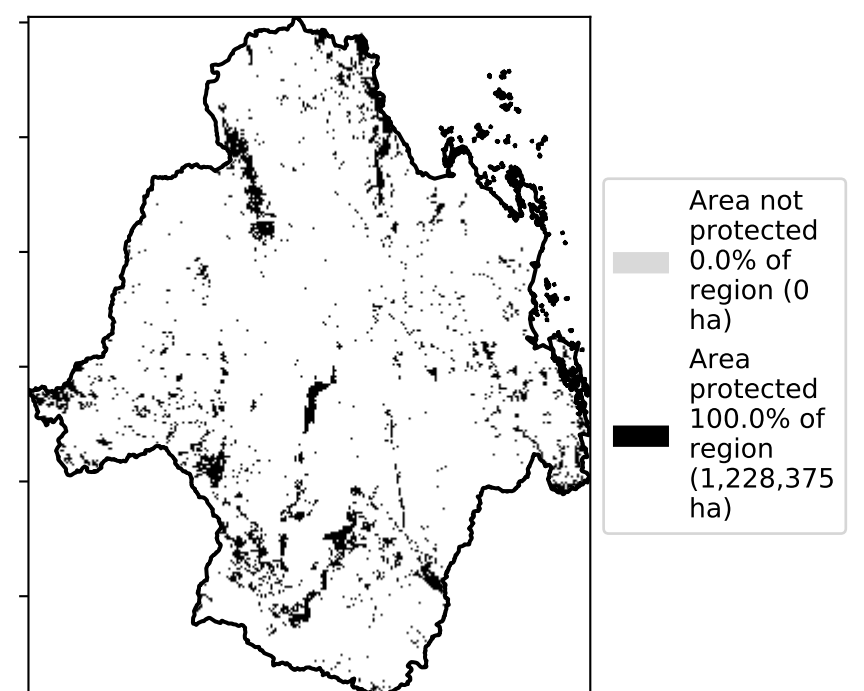 Area not
protected
0.0% of
region (0
ha)
Area
protected
100.0% of
region
(1,228,375
ha)